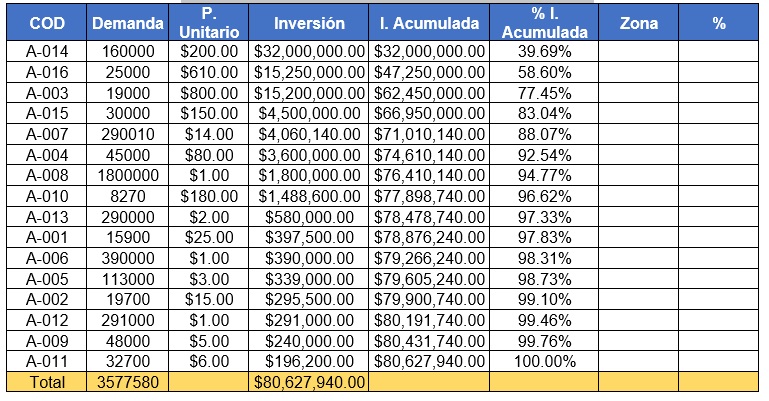 COD Demanda P. Unitario Inversión I. Acumulada % I. Acumulada Zona %
A-014 160000 $200.00 $32,000,000.00 $32,000,000.00 39.69%
A-016 25000 $610.00 $15,250,000.00 $47,250,000.00 58.60%
A-003 19000 $800.00 $15,200,000.00 $62,450,000.00 77.45%
A-015 30000 $150.00 $4,500,000.00 $66,950,000.00 83.04%
A-007 290010 $14.00 $4,060,140.00 $71,010,140.00 88.07%
A-004 45000 $80.00 $3,600,000.00 $74,610,140.00 92.54%
A-008 1800000 $1.00 $1,800,000.00 $76,410,140.00 94.77%
A-010 8270 $180.00 $1,488,600.00 $77,898,740.00 96.62%
A-013 290000 $2.00 $580,000.00 $78,478,740.00 97.33%
A-001 15900 $25.00 $397,500.00 $78,876,240.00 97.83%
A-006 390000 $1.00 $390,000.00 $79,266,240.00 98.31%
A-005 113000 $3.00 $339,000.00 $79,605,240.00 98.73%
A-002 19700 $15.00 $295,500.00 $79,900,740.00 99.10%
A-012 291000 $1.00 $291,000.00 $80,191,740.00 99.46%
A-009 48000 $5.00 $240,000.00 $80,431,740.00 99.76%
A-011 32700 $6.00 $196,200.00 $80,627,940.00 100.00%
Total 3577580 $80,627,940.00